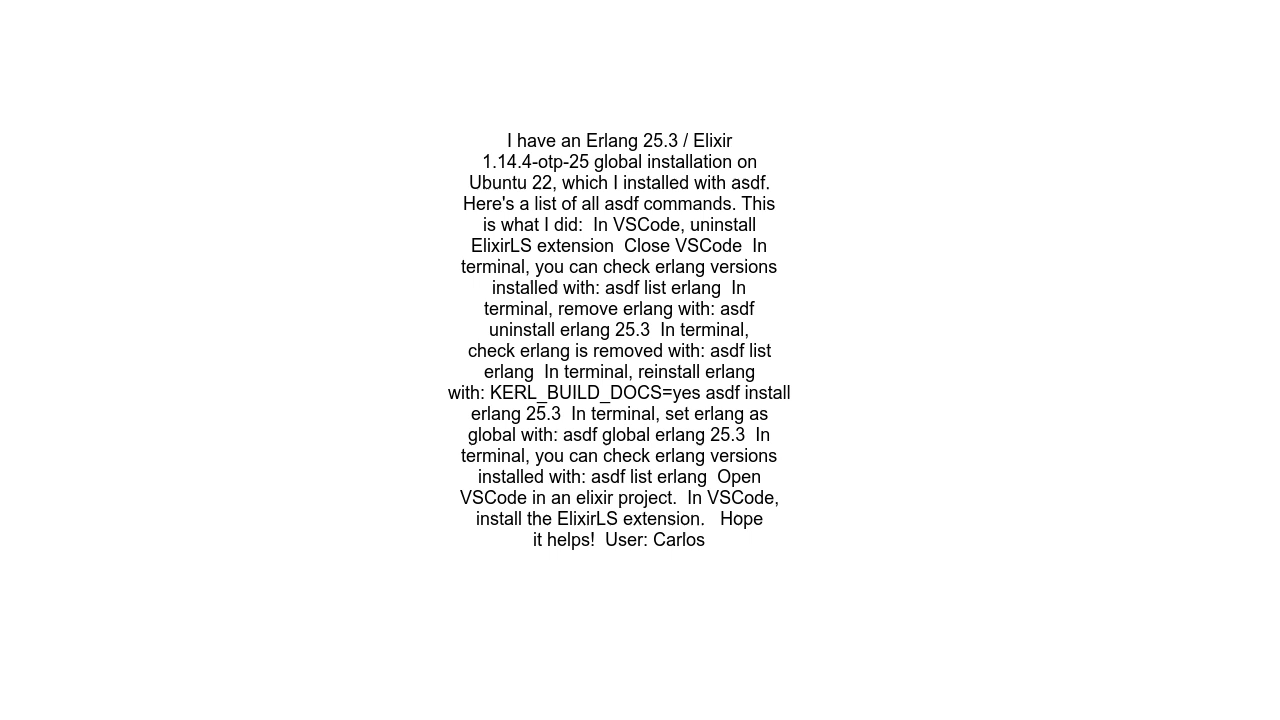 I have an Erlang 25.3 / Elixir
1.14.4-otp-25 global installation on
Ubuntu 22, which I installed with asdf.
Here's a list of all asdf commands. This
is what I did:  In VSCode, uninstall
ElixirLS extension  Close VSCode  In
terminal, you can check erlang versions
installed with: asdf list erlang  In
terminal, remove erlang with: asdf
uninstall erlang 25.3  In terminal,
check erlang is removed with: asdf list
erlang  In terminal, reinstall erlang
with: KERL_BUILD_DOCS=yes asdf install
erlang 25.3  In terminal, set erlang as
global with: asdf global erlang 25.3  In
terminal, you can check erlang versions
installed with: asdf list erlang  Open
VSCode in an elixir project.  In VSCode,
install the ElixirLS extension.   Hope
it helps!  User: Carlos